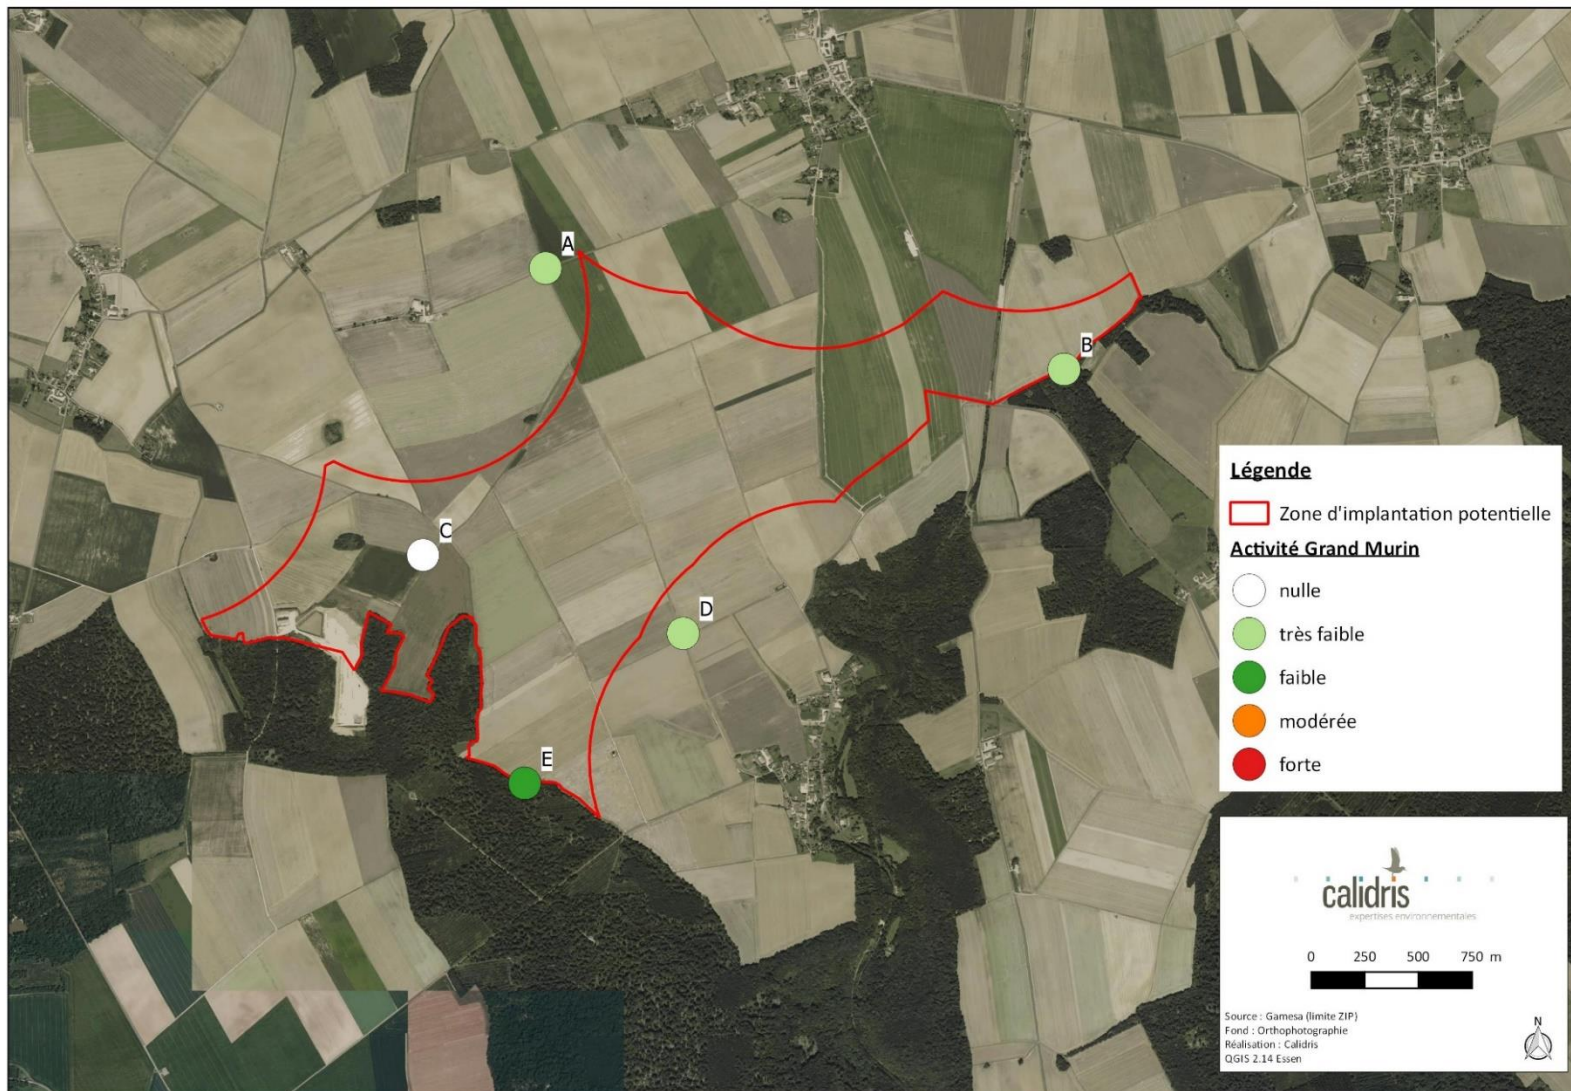 A
B
C
D
E
Légende
Zone d'implantation potentielle
Activité Grand Murin
nulle
très faible
faible
modérée
forte
calidris
expertises environnementales
0 250 500 750 m
Source : Gamesa (limite ZIP)
Fond : Orthophotographie
Réalisation : Calidris
QGIS 2.14 Essen
N